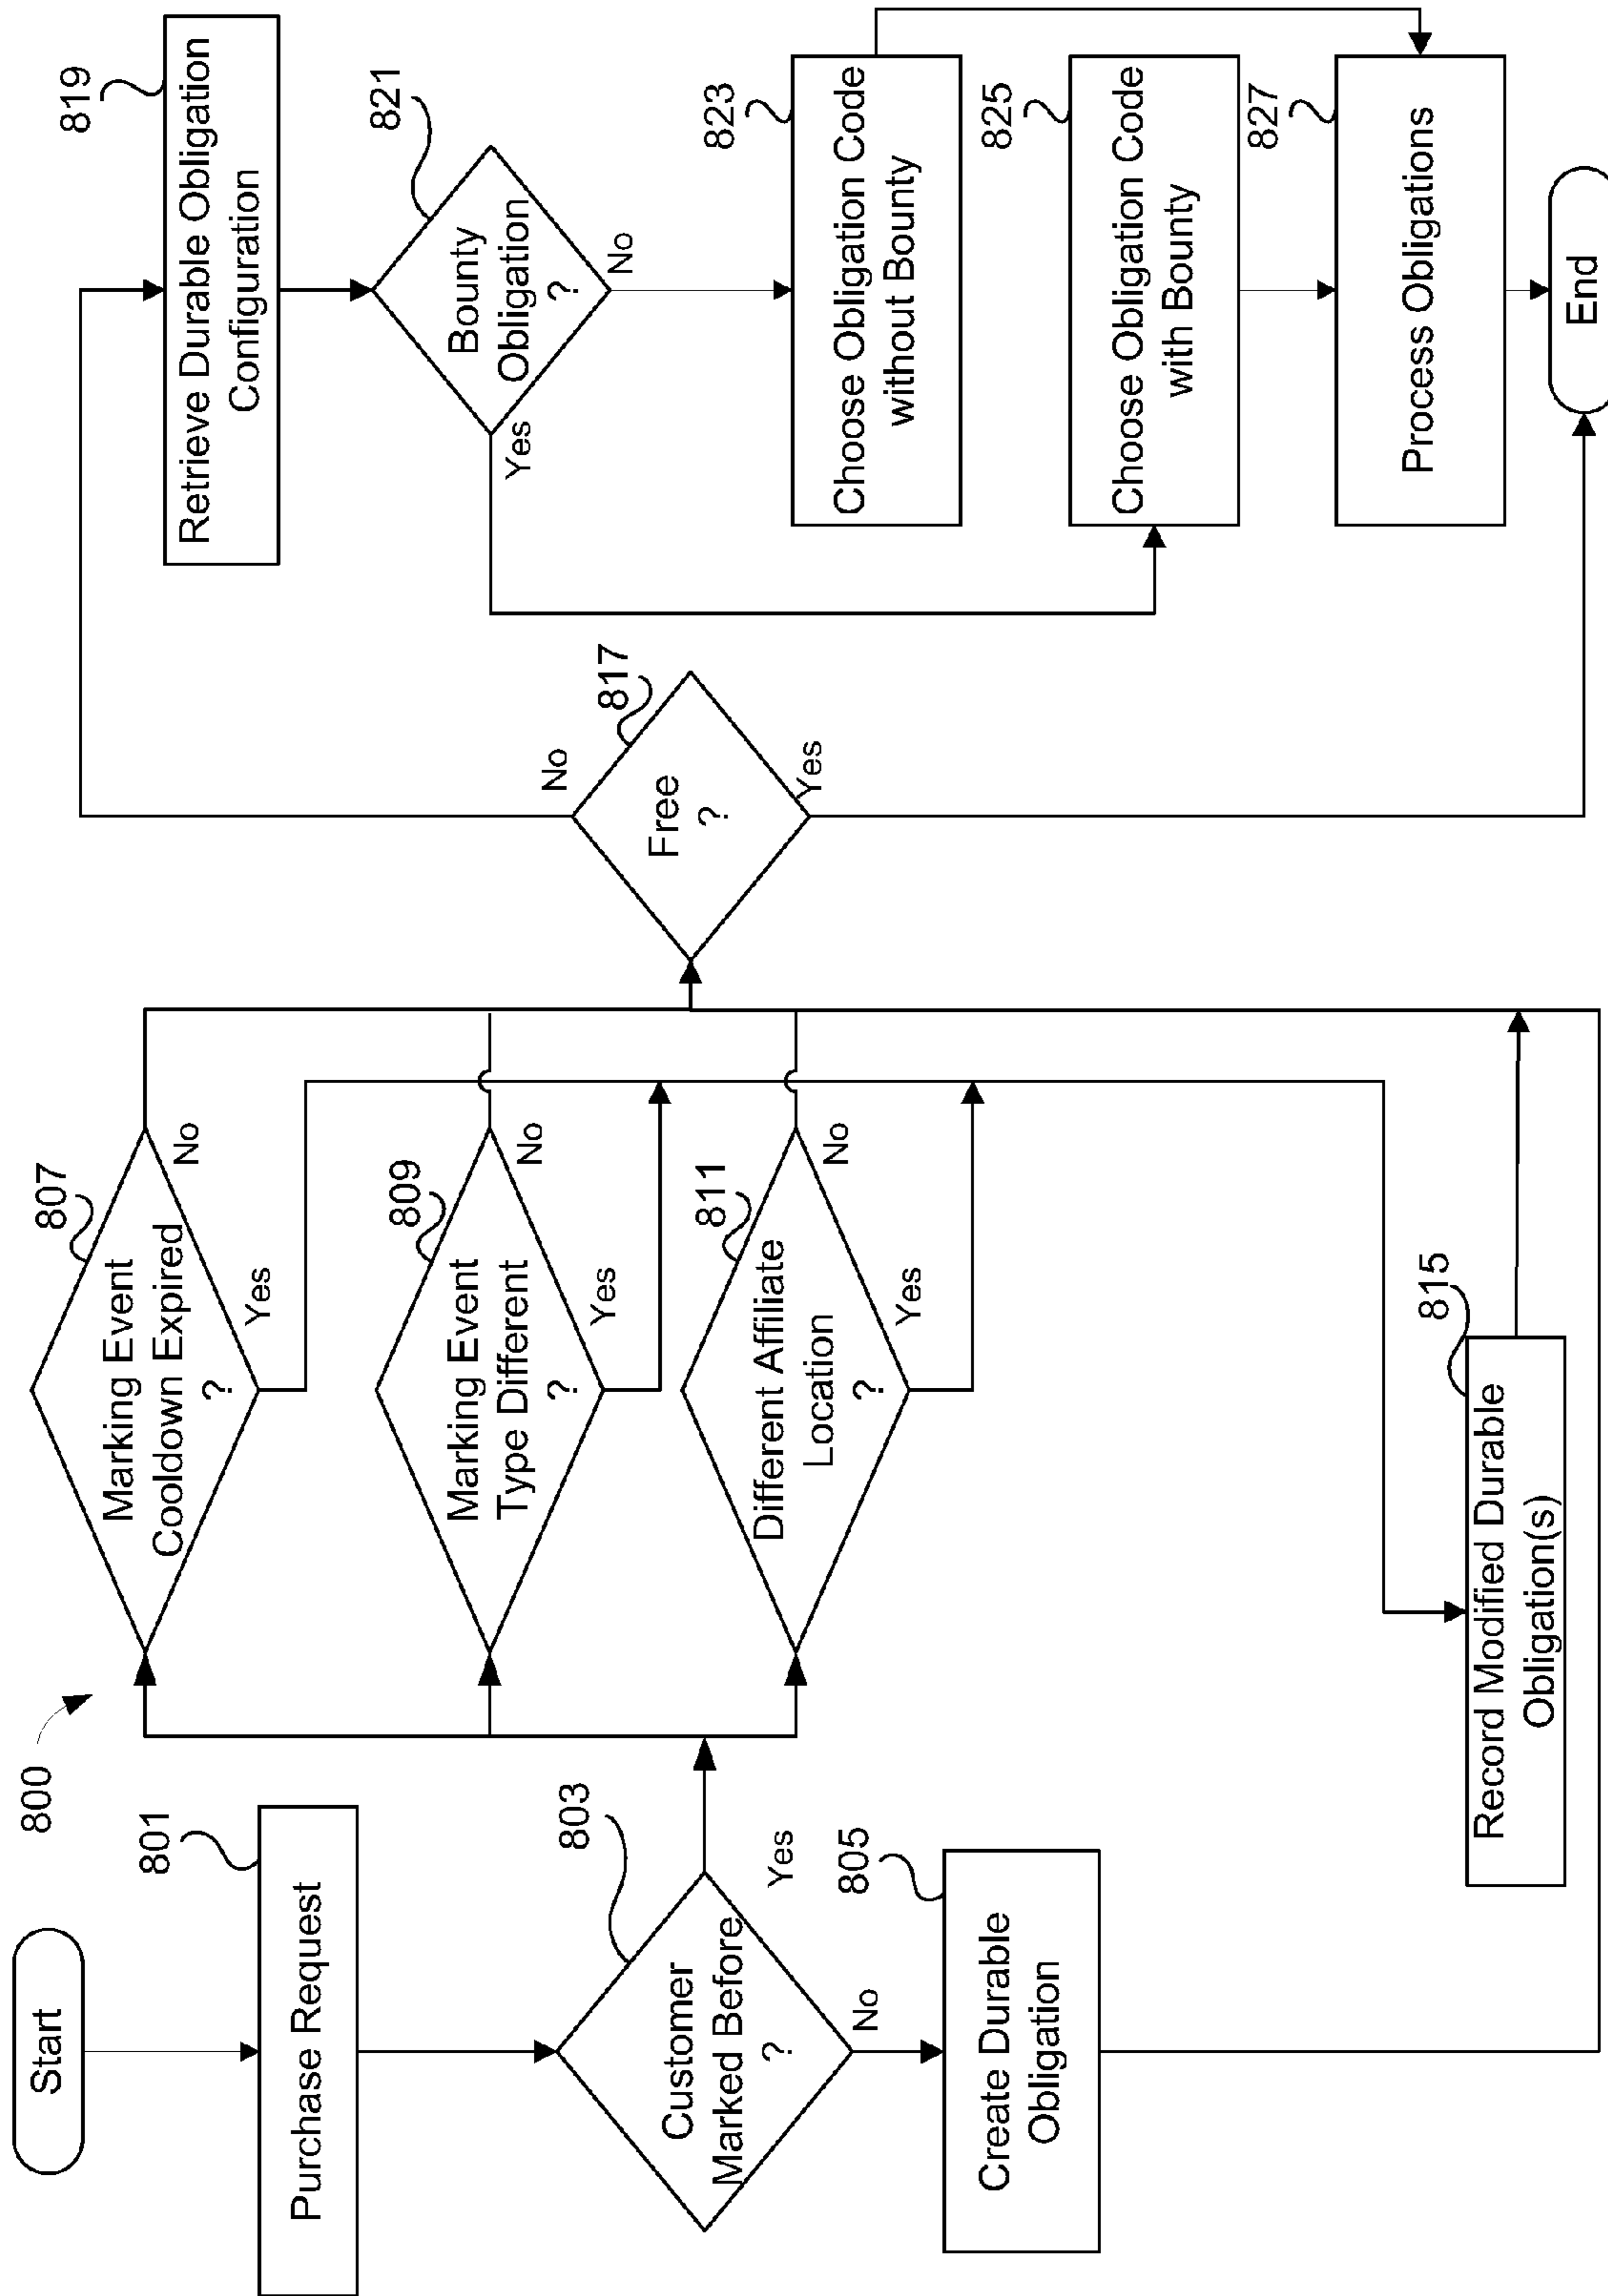 800
Start
801
Purchase Request
803
Customer
Marked Before
?
Yes
No
805
Create Durable
Obligation
807
Marking Event
Cooldown Expired
?
No
Yes
809
Marking Event
Type Different
?
No
Yes
811
Different Affiliate
Location
?
No
Yes
815
Record Modified Durable
Obligation(s)
817
Free
?
No
Yes
819
Retrieve Durable Obligation
Configuration
821
Bounty
Obligation
?
Yes
No
823
Choose Obligation Code
without Bounty
825
Choose Obligation Code
with Bounty
827
Process Obligations
End